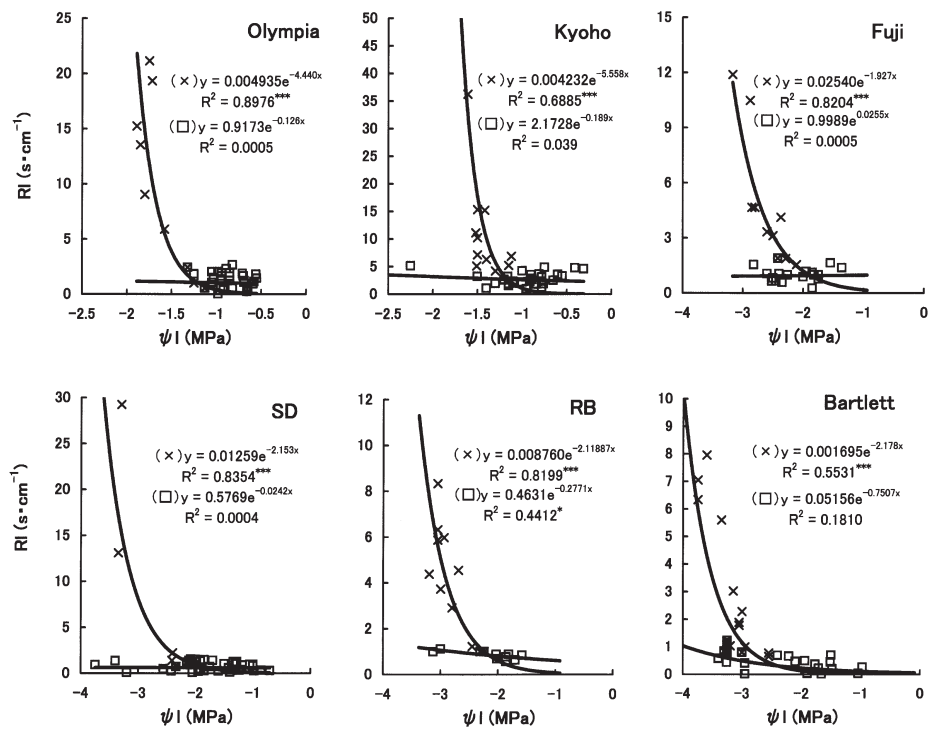 Olympia
(×) y = 0.004935e^-4.440x
R² = 0.8976***
(□) y = 0.9173e^-0.126x
R² = 0.0005
25
20
15
10
5
0
Rl (s·cm⁻¹)
-2.5 -2 -1.5 -1 -0.5 0
ψl (MPa)
Kyoho
(×) y = 0.004232e^-5.558x
R² = 0.6885***
(□) y = 2.1728e^-0.189x
R² = 0.039
50
45
40
35
30
25
20
15
10
5
0
-2.5 -2 -1.5 -1 -0.5 0
ψl (MPa)
Fuji
(×) y = 0.02540e^-1.927x
R² = 0.8204***
(□) y = 0.9989e^0.0255x
R² = 0.0005
15
12
9
6
3
0
-4 -3 -2 -1 0
ψl (MPa)
SD
(×) y = 0.01259e^-2.153x
R² = 0.8354***
(□) y = 0.5769e^-0.0242x
R² = 0.0004
30
25
20
15
10
5
0
Rl (s·cm⁻¹)
-4 -3 -2 -1 0
ψl (MPa)
RB
(×) y = 0.008760e^-2.11887x
R² = 0.8199***
(□) y = 0.4631e^-0.2771x
R² = 0.4412*
12
10
8
6
4
2
0
-4 -3 -2 -1 0
ψl (MPa)
Bartlett
(×) y = 0.001695e^-2.178x
R² = 0.5531***
(□) y = 0.05156e^-0.7507x
R² = 0.1810
10
9
8
7
6
5
4
3
2
1
0
-4 -3 -2 -1 0
ψl (MPa)